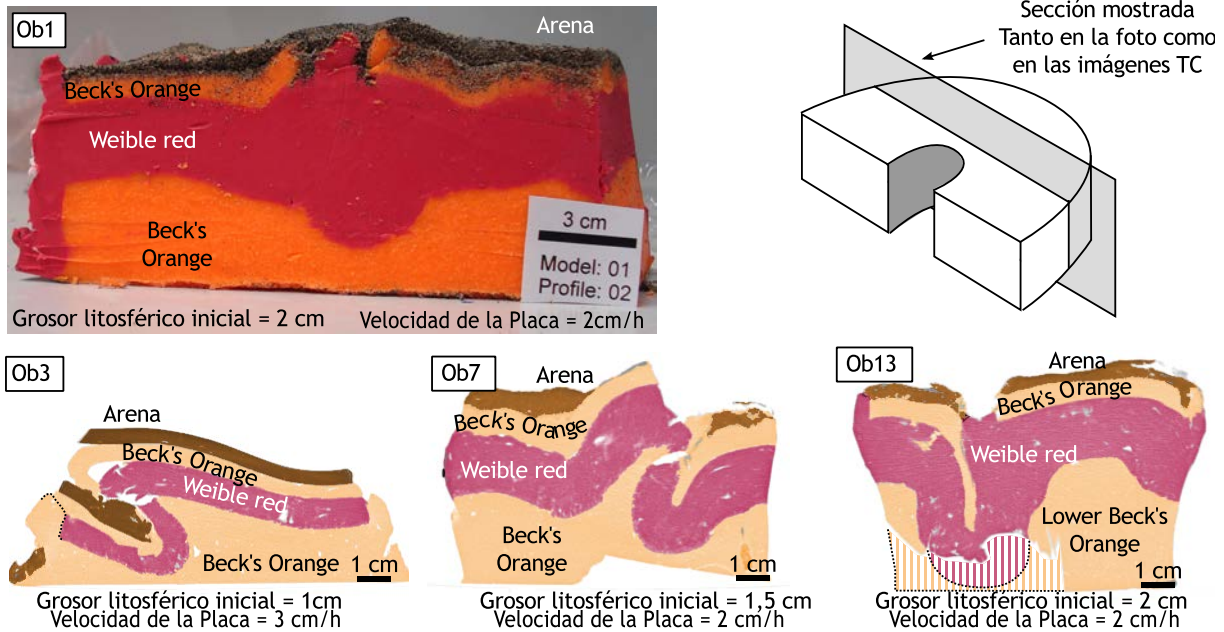 Ob1
Arena
Beck's Orange
Weible red
Beck's
Orange
3 cm
Model: 01
Profile: 02
Grosor litosférico inicial = 2 cm
Velocidad de la Placa = 2cm/h
Sección mostrada
Tanto en la foto como
en las imágenes TC
Ob3
Arena
Beck's Orange
Weible red
Beck's Orange
1 cm
Grosor litosférico inicial = 1cm
Velocidad de la Placa = 3 cm/h
Ob7
Arena
Beck's Orange
Weible red
Beck's
Orange
1 cm
Grosor litosférico inicial = 1,5 cm
Velocidad de la Placa = 2 cm/h
Ob13
Arena
Beck's Orange
Weible red
Lower Beck's
Orange
1 cm
Grosor litosférico inicial = 2 cm
Velocidad de la Placa = 2 cm/h